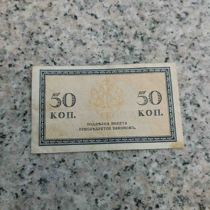 50 50
КОП. КОП.
ПОДДѢЛКА БИЛЕТА
ПРЕСЛѢДУЕТСЯ ЗАКОНОМЪ.